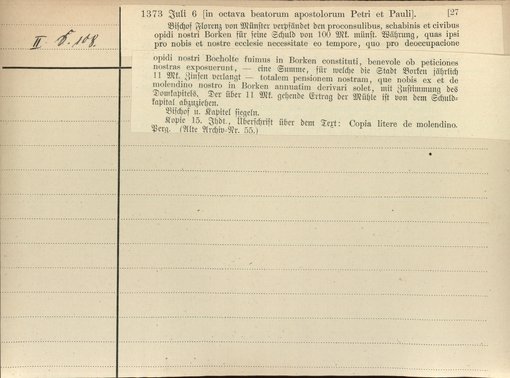 1373 Juli 6 [in octava beatorum apostolorum Petri et Pauli]. [27
Bischof Florenz von Münster verpfändet den proconsulibus, schabinis et civibus
opidi nostri Borken für seine Schuld von 100 Mk. münst. Währung, quas ipsi
pro nobis et nostre ecclesie necessitate eo tempore, quo pro deoccupacione
opidi nostri Bocholte fuimus in Borken constituti, benevole ob peticiones
nostras exposuerunt, — eine Summe, für welche die Stadt Borken jährlich
11 Mk. Zinsen verlangt — totalem pensionem nostram, que nobis ex et de
molendino nostro in Borken annuatim derivari solet, mit Zustimmung des
Domkapitels. Der über 11 Mk. gehende Ertrag der Mühle ist von dem Schuld-
kapital abzuziehen.
Bischof u. Kapitel siegeln.
Kopie 15. Jhdt., Überschrift über dem Text: Copia litere de molendino.
Perg. (Alte Archiv-Nr. 55.)
II